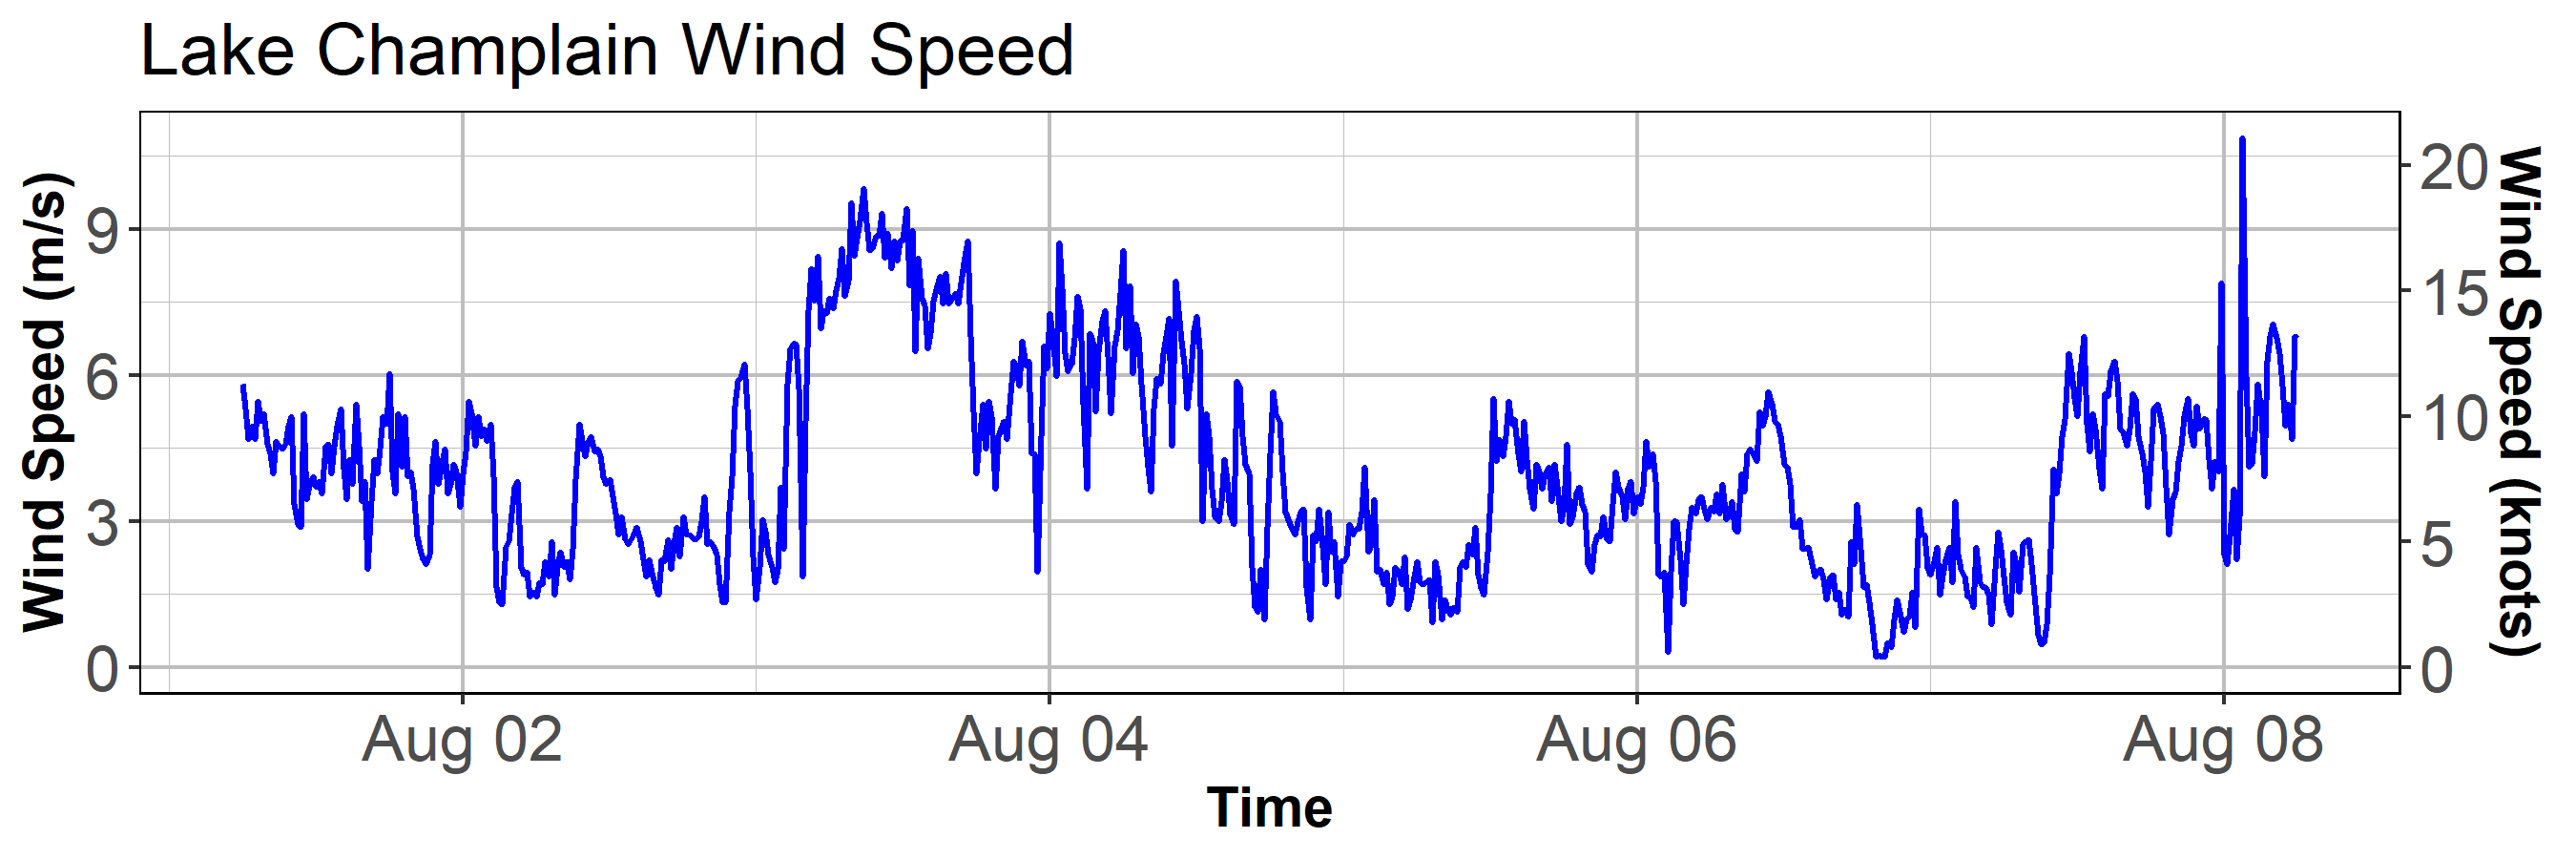 Lake Champlain Wind Speed
Wind Speed (m/s)
9
6
3
0
20
15
10
5
0
Wind Speed (knots)
Aug 02
Aug 04
Aug 06
Aug 08
Time